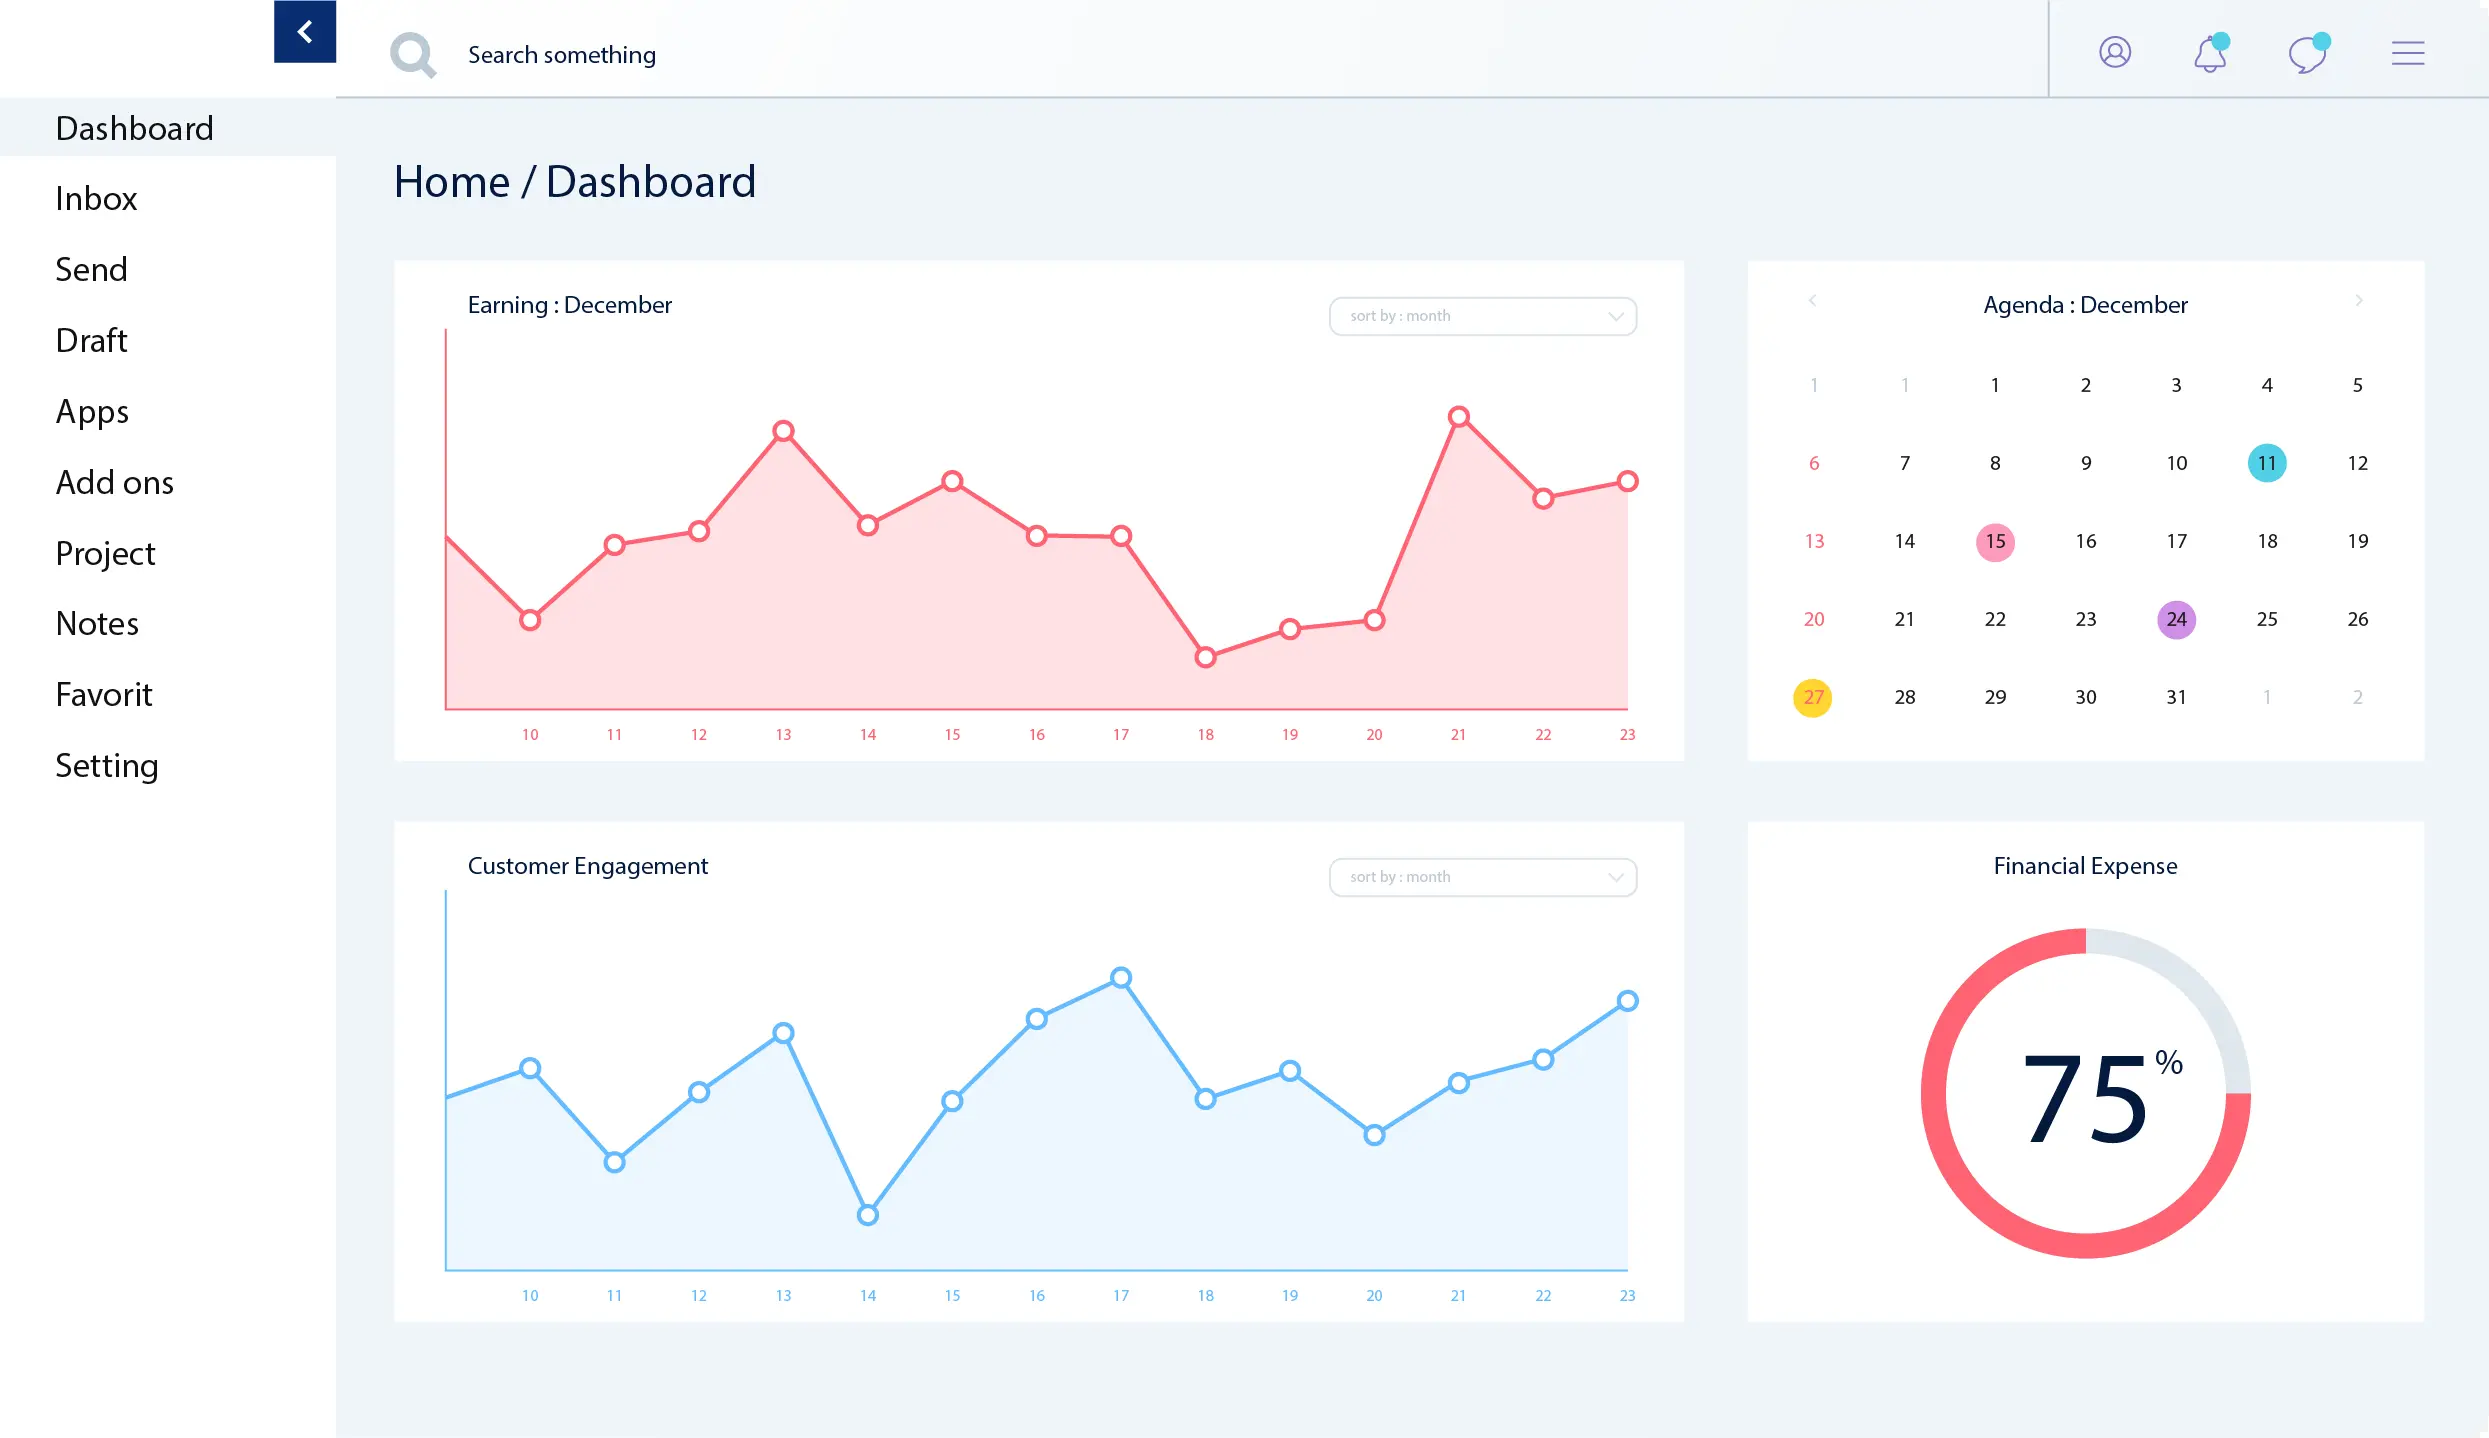 Search something
Dashboard
Inbox
Send
Draft
Apps
Add ons
Project
Notes
Favorit
Setting
Home / Dashboard
Earning : December
sort by : month
10 11 12 13 14 15 16 17 18 19 20 21 22 23
Agenda : December
1 1 1 2 3 4 5
6 7 8 9 10 11 12
13 14 15 16 17 18 19
20 21 22 23 24 25 26
27 28 29 30 31 1 2
Customer Engagement
sort by : month
10 11 12 13 14 15 16 17 18 19 20 21 22 23
Financial Expense
75%